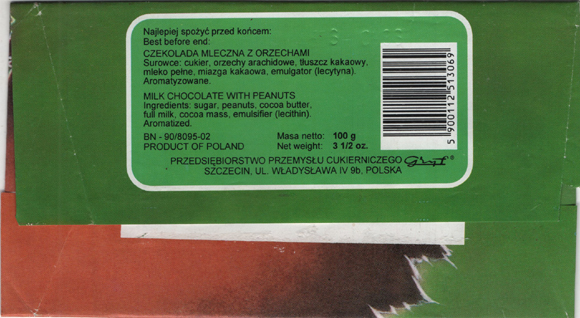 Najlepiej spożyć przed końcem:
Best before end:
CZEKOLADA MLECZNA Z ORZECHAMI
Surowce: cukier, orzechy arachidowe, tłuszcz kakaowy,
mleko pełne, miazga kakaowa, emulgator (lecytyna).
Aromatyzowane.
MILK CHOCOLATE WITH PEANUTS
Ingredients: sugar, peanuts, cocoa butter,
full milk, cocoa mass, emulsifier (lecithin).
Aromatized.
BN - 90/8095-02 Masa netto: 100 g
PRODUCT OF POLAND Net weight: 3 1/2 oz.
PRZEDSIĘBIORSTWO PRZEMYSŁU CUKIERNICZEGO Gryf ®
SZCZECIN, UL. WŁADYSŁAWA IV 9b, POLSKA
5 900112 513069